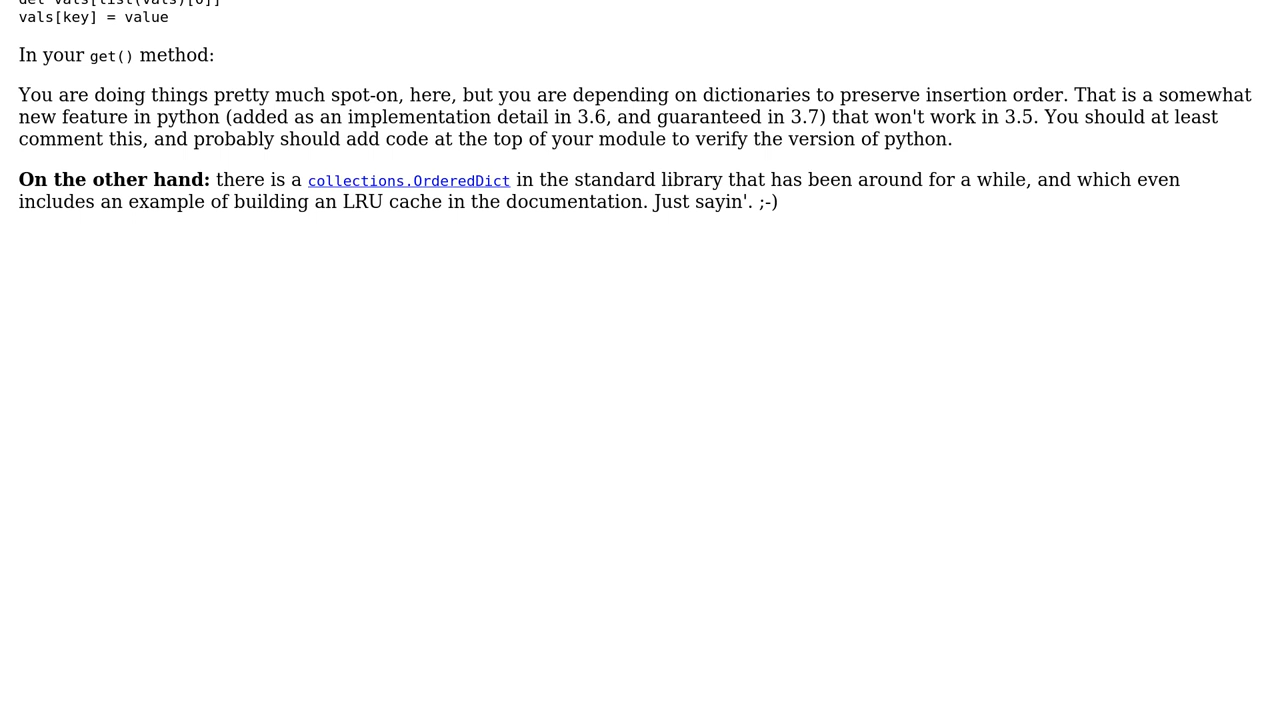 del vals[list(vals)[0]]
vals[key] = value
In your get() method:
You are doing things pretty much spot-on, here, but you are depending on dictionaries to preserve insertion order. That is a somewhat
new feature in python (added as an implementation detail in 3.6, and guaranteed in 3.7) that won't work in 3.5. You should at least
comment this, and probably should add code at the top of your module to verify the version of python.
On the other hand: there is a collections.OrderedDict in the standard library that has been around for a while, and which even
includes an example of building an LRU cache in the documentation. Just sayin'. ;-)